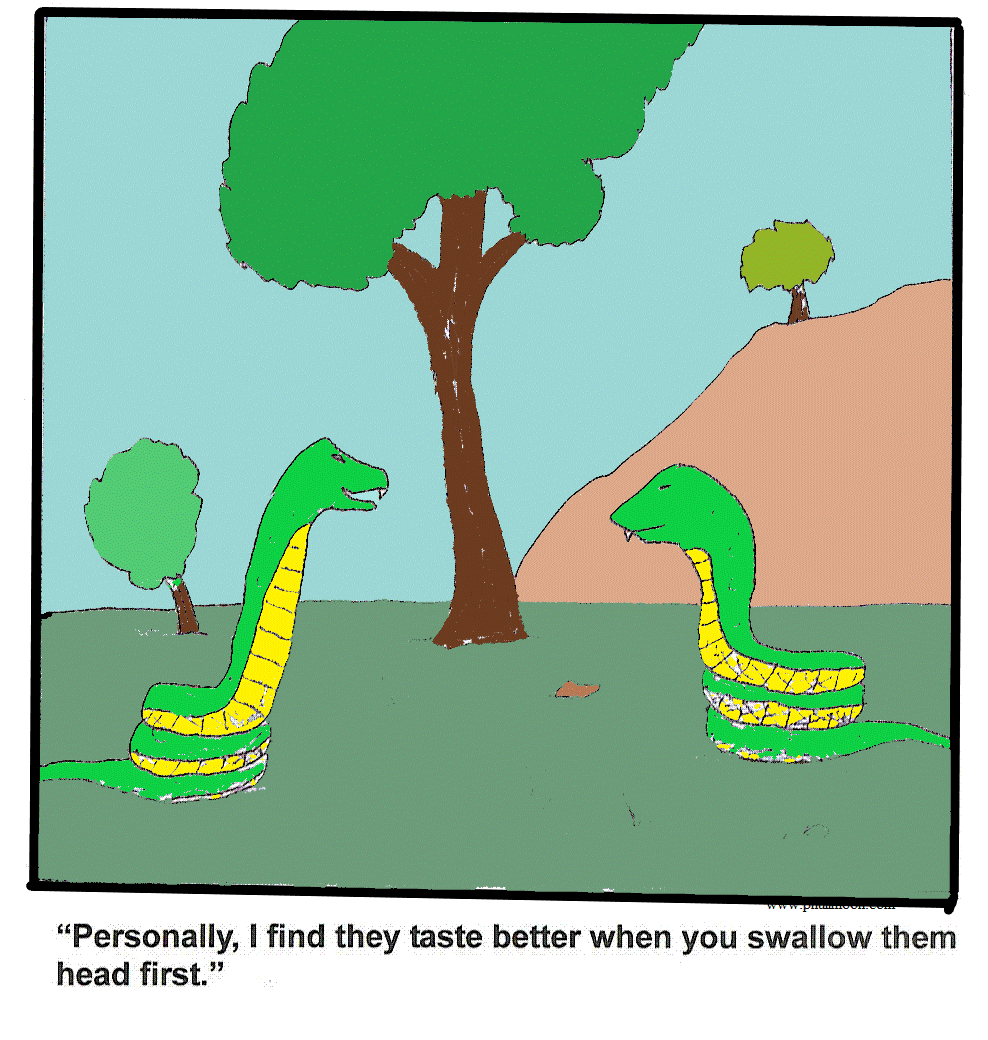 “Personally, I find they taste better when you swallow them
head first.”